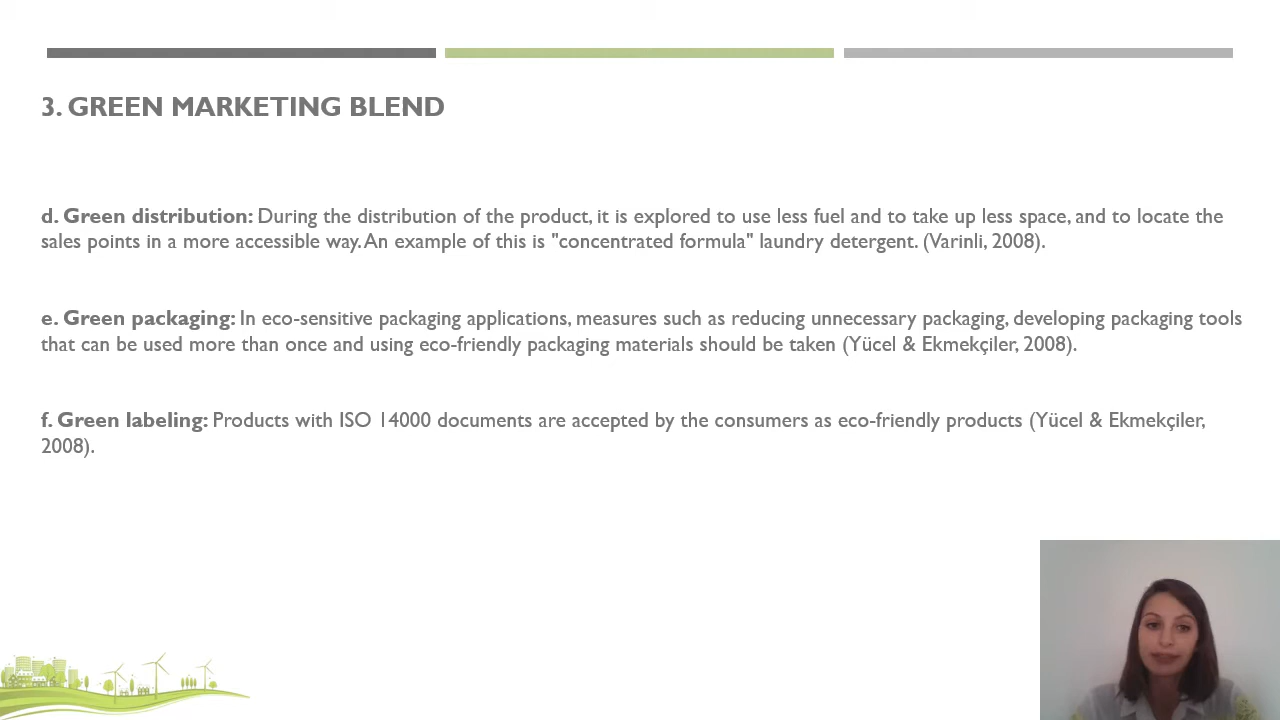 3. GREEN MARKETING BLEND
d. Green distribution: During the distribution of the product, it is explored to use less fuel and to take up less space, and to locate the
sales points in a more accessible way. An example of this is "concentrated formula" laundry detergent. (Varinli, 2008).
e. Green packaging: In eco-sensitive packaging applications, measures such as reducing unnecessary packaging, developing packaging tools
that can be used more than once and using eco-friendly packaging materials should be taken (Yücel & Ekmekçiler, 2008).
f. Green labeling: Products with ISO 14000 documents are accepted by the consumers as eco-friendly products (Yücel & Ekmekçiler,
2008).